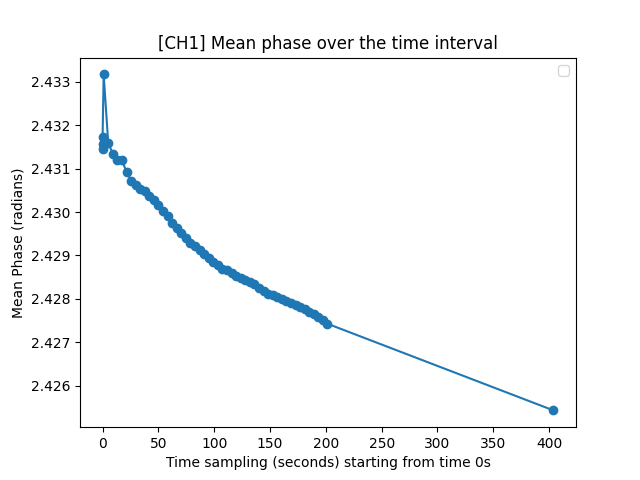 [CH1] Mean phase over the time interval
2.433
2.432
2.431
2.430
2.429
2.428
2.427
2.426
Mean Phase (radians)
0 50 100 150 200 250 300 350 400
Time sampling (seconds) starting from time 0s